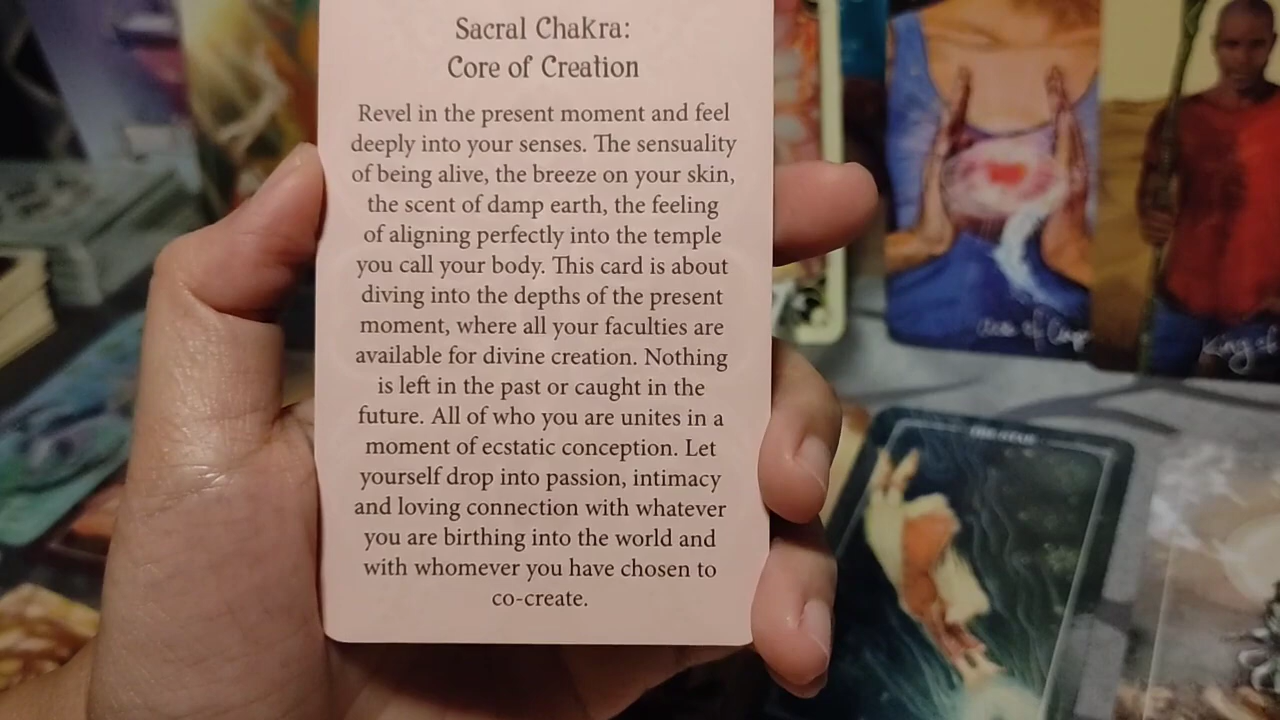 Sacral Chakra:
Core of Creation
Revel in the present moment and feel
deeply into your senses. The sensuality
of being alive, the breeze on your skin,
the scent of damp earth, the feeling
of aligning perfectly into the temple
you call your body. This card is about
diving into the depths of the present
moment, where all your faculties are
available for divine creation. Nothing
is left in the past or caught in the
future. All of who you are unites in a
moment of ecstatic conception. Let
yourself drop into passion, intimacy
and loving connection with whatever
you are birthing into the world and
with whomever you have chosen to
co-create.
King of